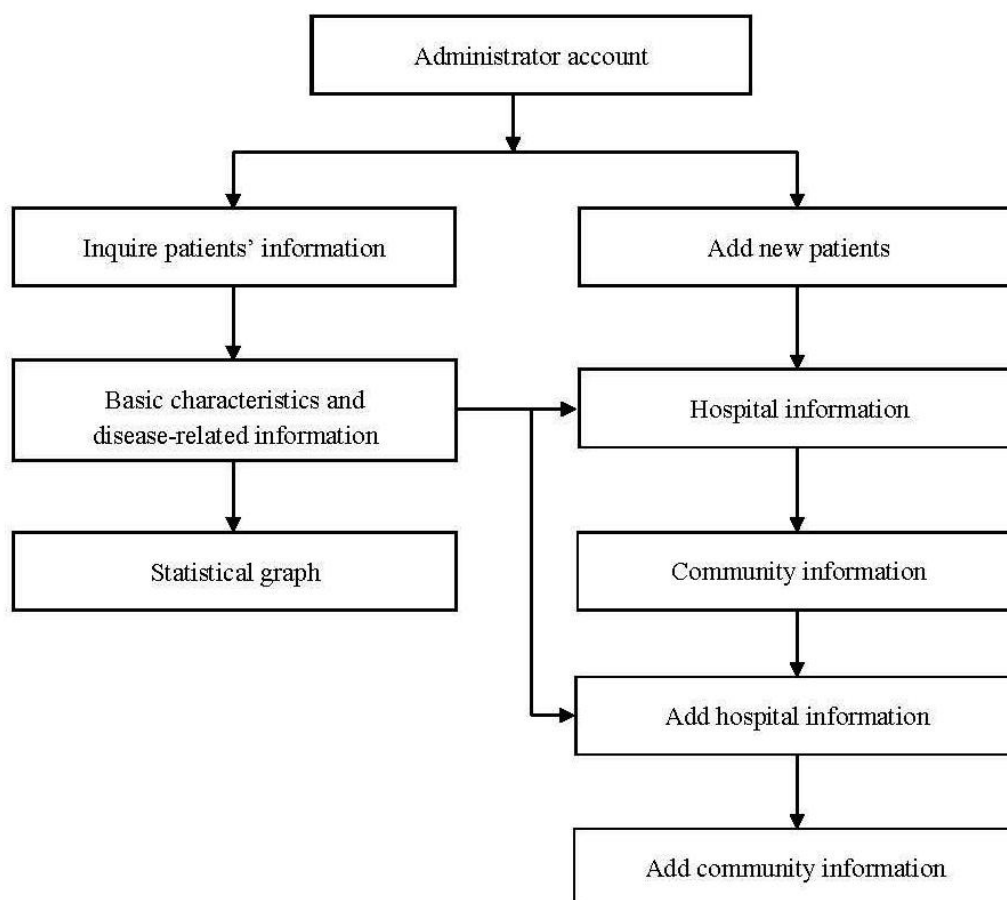 Administrator account
Inquire patients’ information
Add new patients
Basic characteristics and
disease-related information
Hospital information
Statistical graph
Community information
Add hospital information
Add community information